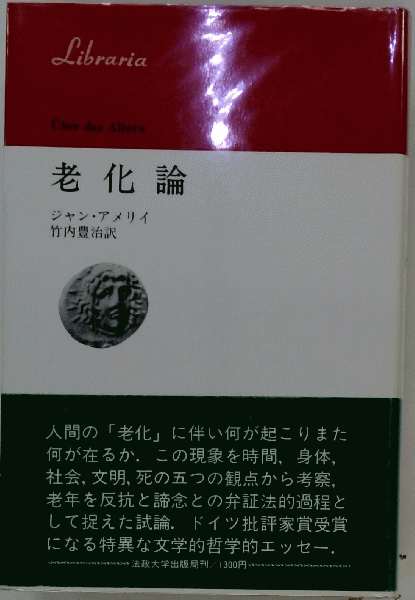 Libraria
Über das Altern
老化論
ジャン・アメリイ
竹内豊治訳
人間の「老化」に伴い何が起こりまた
何が在るか．この現象を時間，身体，
社会，文明，死の五つの観点から考察，
老年を反抗と諦念との弁証法的過程と
して捉えた試論．ドイツ批評家賞受賞
になる特異な文学的哲学的エッセー．
法政大学出版局刊／1300円